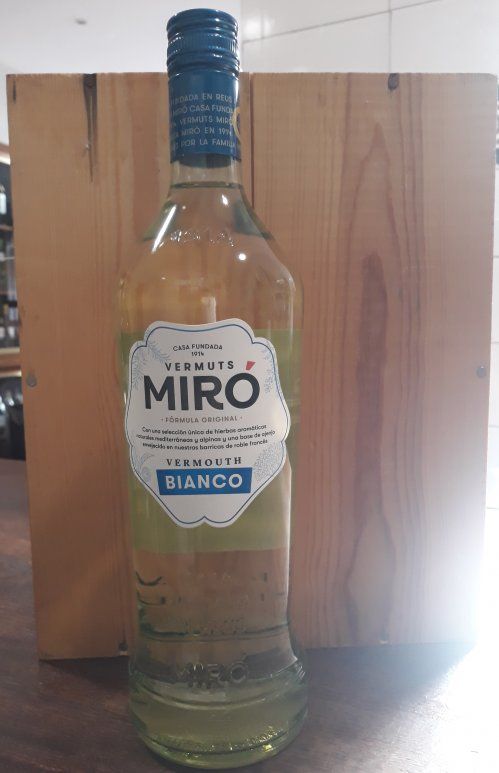 FUNDADA EN REUS
MIRÓ CASA FUNDA
VERMUTS MIRÓ
MIRÓ EN 1914
POR LA FAMILIA
CASA FUNDADA
1914
VERMUTS
MIRÓ
· FÓRMULA ORIGINAL ·
Con una selección única de hierbas aromáticas
naturales mediterráneas y alpinas y una base de ajenjo
envejecido en nuestras barricas de roble francés
VERMOUTH
BIANCO
MIRÓ